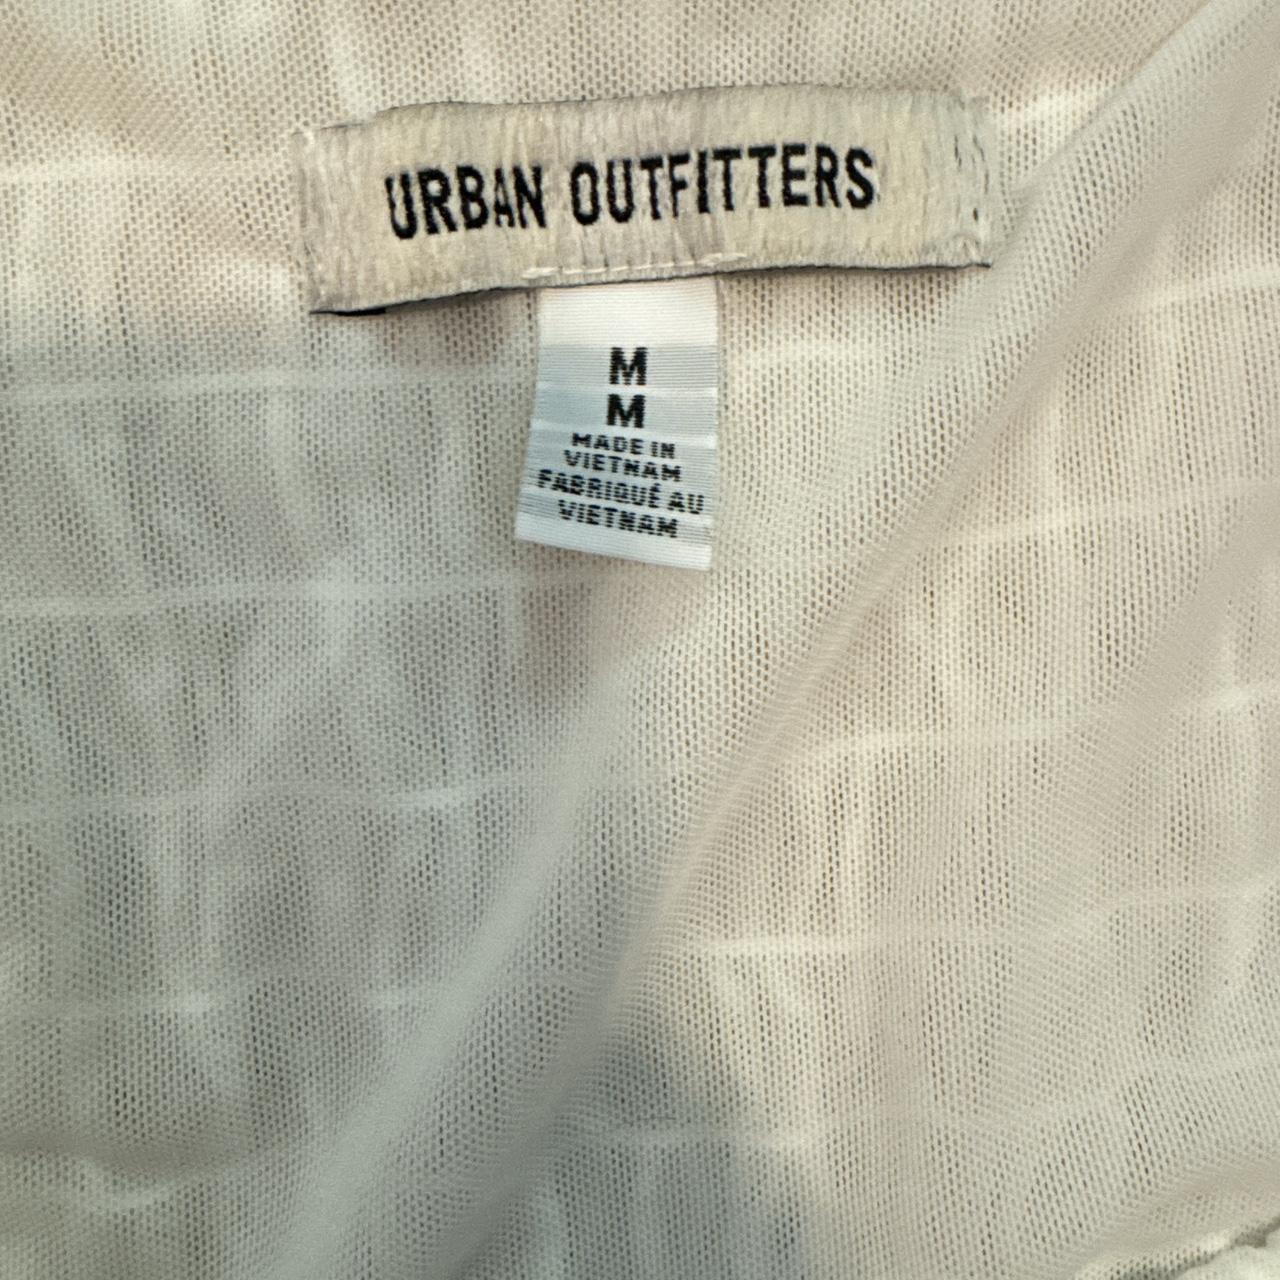 URBAN OUTFITTERS
M
M
MADE IN
VIETNAM
FABRIQUÉ AU
VIETNAM